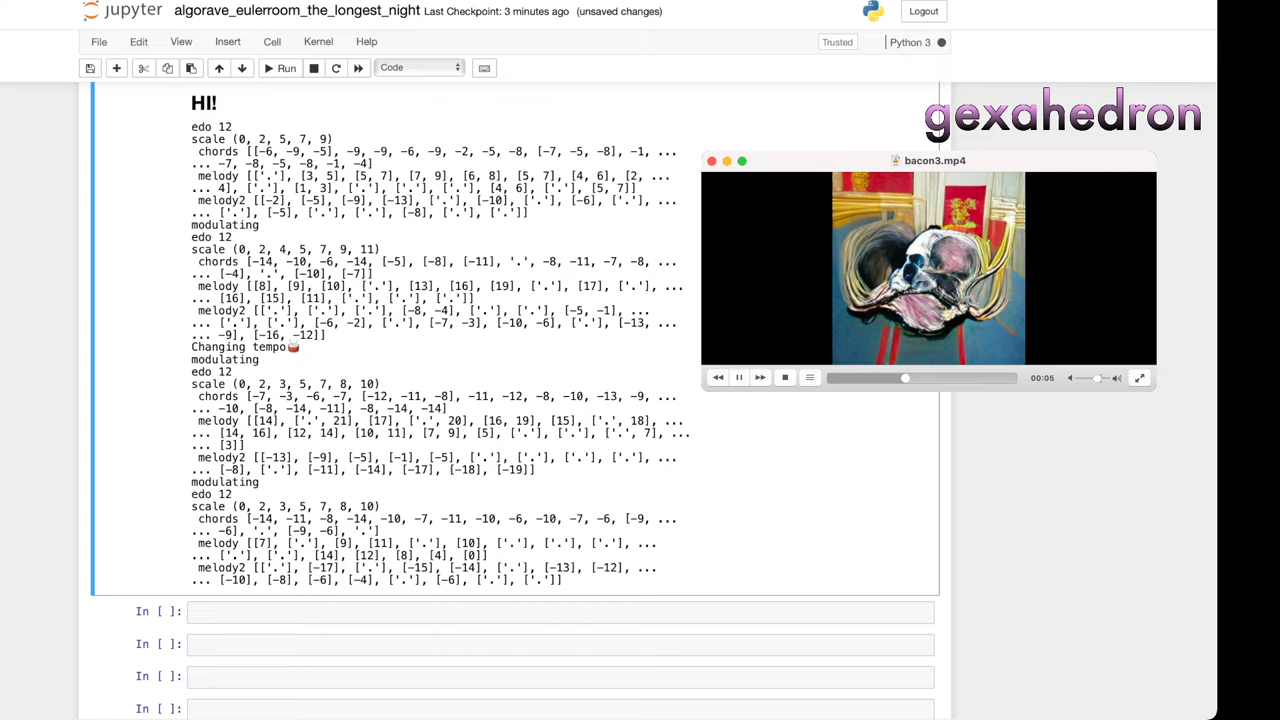 jupyter algorave_eulerroom_the_longest_night Last Checkpoint: 3 minutes ago (unsaved changes) Logout
File Edit View Insert Cell Kernel Help Trusted Python 3
Run Code
HI!
edo 12
scale (0, 2, 5, 7, 9)
chords [[-6, -9, -5], -9, -9, -6, -9, -2, -5, -8, [-7, -5, -8], -1, ...
... -7, -8, -5, -8, -1, -4]
melody [['.'], [3, 5], [5, 7], [7, 9], [6, 8], [5, 7], [4, 6], [2, ...
... 4], ['.'], [1, 3], ['.'], ['.'], ['.'], [4, 6], ['.'], [5, 7]]
melody2 [[-2], [-5], [-9], [-13], ['.'], ['.'], [-10], ['.'], [-6], ['.'], ...
... ['.'], [-5], ['.'], ['.'], [-8], ['.'], ['.']]
modulating
edo 12
scale (0, 2, 4, 5, 7, 9, 11)
chords [-14, -10, -6, -14, [-5], [-8], [-11], '.', -8, -11, -7, -8, ...
... [-4], '.', [-10], [-7]]
melody [[8], [9], [10], ['.'], [13], [16], [19], ['.'], [17], ['.'], ...
... [16], [15], [11], ['.'], ['.'], ['.']]
melody2 [['.'], ['.'], ['.'], [-8, -4], ['.'], ['.'], [-5, -1], ...
... ['.'], ['.'], [-6, -2], ['.'], [-7, -3], [-10, -6], ['.'], [-13, ...
... -9], [-16, -12]]
Changing tempo🥁
modulating
edo 12
scale (0, 2, 3, 5, 7, 8, 10)
chords [-7, -3, -6, -7, [-12, -11, -8], -11, -12, -8, -10, -13, -9, ...
... -10, [-8, -14, -11], -8, -14, -14]
melody [[14], ['.', 21], [17], ['.', 20], [16, 19], [15], ['.', 18], ...
... [14, 16], [12, 14], [10, 11], [7, 9], [5], ['.'], ['.'], ['.', 7], ...
... [3]]
melody2 [[-13], [-9], [-5], [-1], [-5], ['.'], ['.'], ['.'], ['.'], ...
... [-8], ['.'], [-11], [-14], [-17], [-18], [-19]]
modulating
edo 12
scale (0, 2, 3, 5, 7, 8, 10)
chords [-14, -11, -8, -14, -10, -7, -11, -10, -6, -10, -7, -6, [-9, ...
... -6], '.', [-9, -6], '.']
melody [[7], ['.'], [9], [11], ['.'], [10], ['.'], ['.'], ['.'], ...
... ['.'], ['.'], [14], [12], [8], [4], [0]]
melody2 [['.'], [-17], ['.'], [-15], [-14], ['.'], [-13], [-12], ...
... [-10], [-8], [-6], [-4], ['.'], [-6], ['.'], ['.']]
In [ ]:
In [ ]:
In [ ]:
In [ ]:
gexahedron
bacon3.mp4
00:05